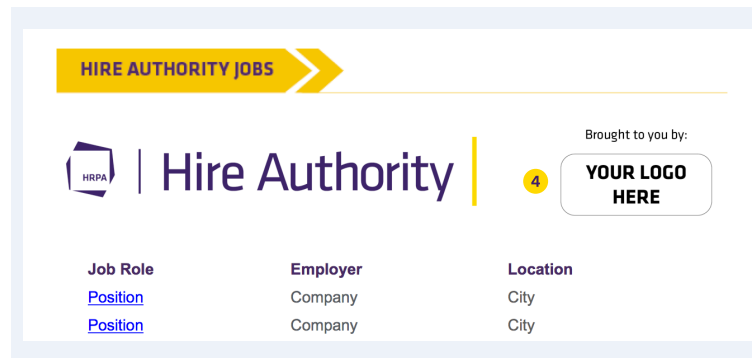 HIRE AUTHORITY JOBS
Brought to you by:
HRPA
Hire Authority
4
YOUR LOGO
HERE
Job Role Employer Location
Position Company City
Position Company City